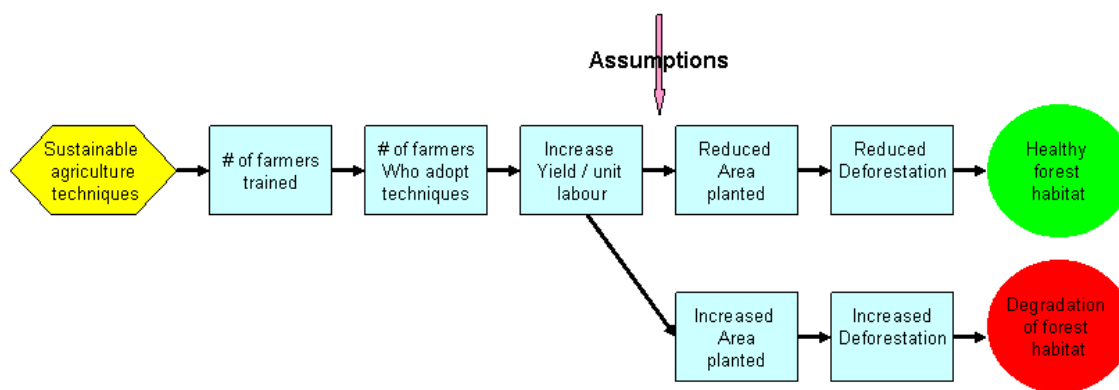 Assumptions
Sustainable
agriculture
techniques
# of farmers
trained
# of farmers
Who adopt
techniques
Increase
Yield / unit
labour
Reduced
Area
planted
Reduced
Deforestation
Healthy
forest
habitat
Increased
Area
planted
Increased
Deforestation
Degradation
of forest
habitat